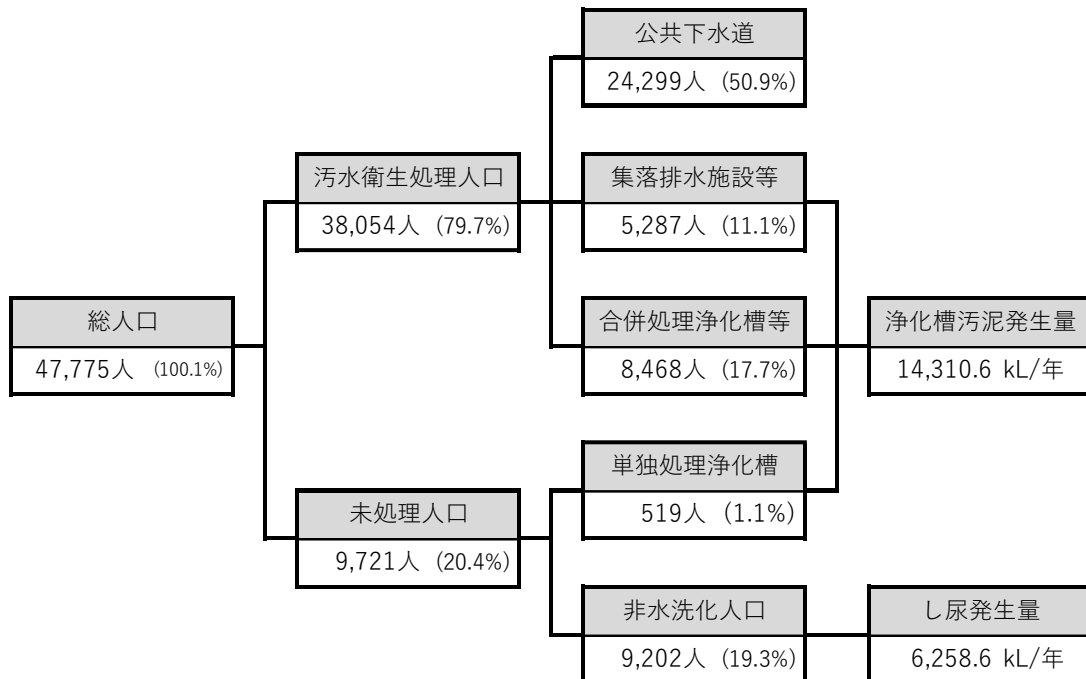 公共下水道
24,299人 (50.9%)
汚水衛生処理人口
38,054人 (79.7%)
集落排水施設等
5,287人 (11.1%)
総人口
47,775人 (100.1%)
合併処理浄化槽等
8,468人 (17.7%)
浄化槽汚泥発生量
14,310.6 kL/年
単独処理浄化槽
519人 (1.1%)
未処理人口
9,721人 (20.4%)
非水洗化人口
9,202人 (19.3%)
し尿発生量
6,258.6 kL/年